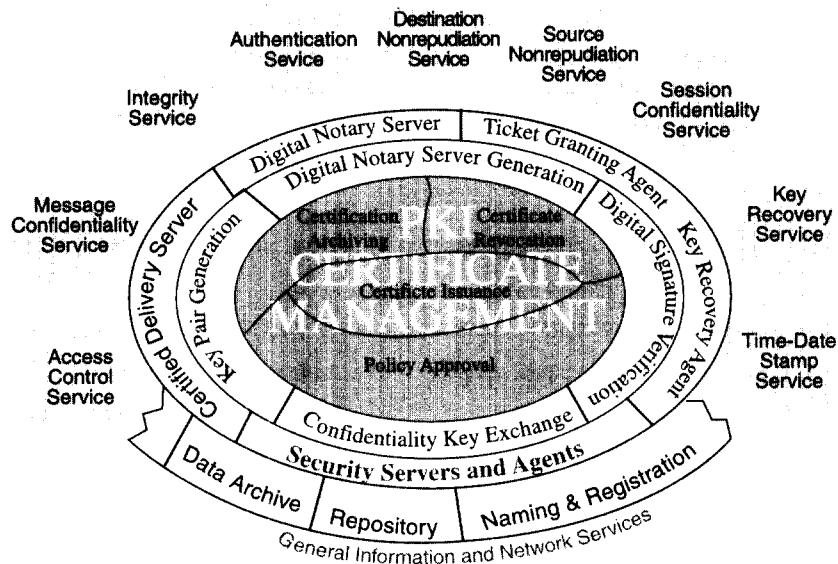 Authentication
Sevice
Destination
Nonrepudiation
Service
Source
Nonrepudiation
Service
Integrity
Service
Session
Confidentiality
Service
Message
Confidentiality
Service
Key
Recovery
Service
Access
Control
Service
Time-Date
Stamp
Service
Digital Notary Server
Ticket Granting Agent
Certified Delivery Server
Key Recovery Agent
Digital Notary Server Generation
Key Pair Generation
Digital Signature Verification
Certification
Archiving
Certificate
Revocation
PKI
CERTIFICATE
MANAGEMENT
Certificte Issuance
Policy Approval
Confidentiality Key Exchange
Security Servers and Agents
Data Archive
Repository
Naming & Registration
General Information and Network Services